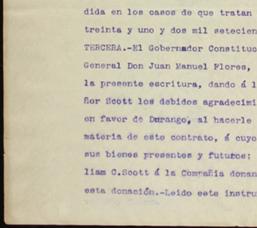 dida en los casos de que tratan
treinta y uno y dos mil setecien
TERCERA.-El Gobernador Constituc
General Don Juan Manuel Flores,
la presente escritura, dando á l
ñor Scott los debidos agradecimi
en favor de Durango, al hacerle
materia de este contrato, á cuyo
sus bienes presentes y futuros:
liam C.Scott á la Compañia donan
esta donación.-Leido este instru